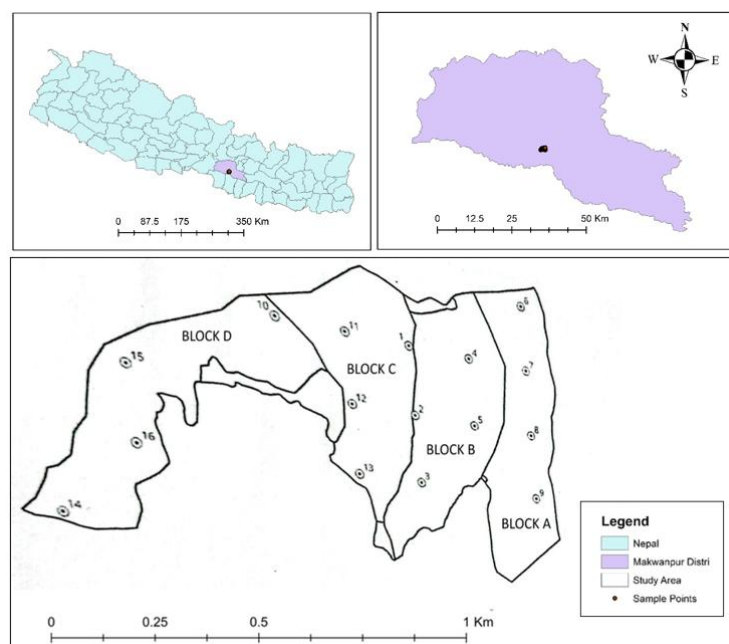 0 87.5 175 350 Km
N
W E
S
0 12.5 25 50 Km
10
11
1
6
BLOCK D
15
4
BLOCK C
7
12
2
5
16
8
BLOCK B
13
3
9
14
BLOCK A
Legend
Nepal
Makwanpur Distri
Study Area
Sample Points
0 0.25 0.5 1 Km